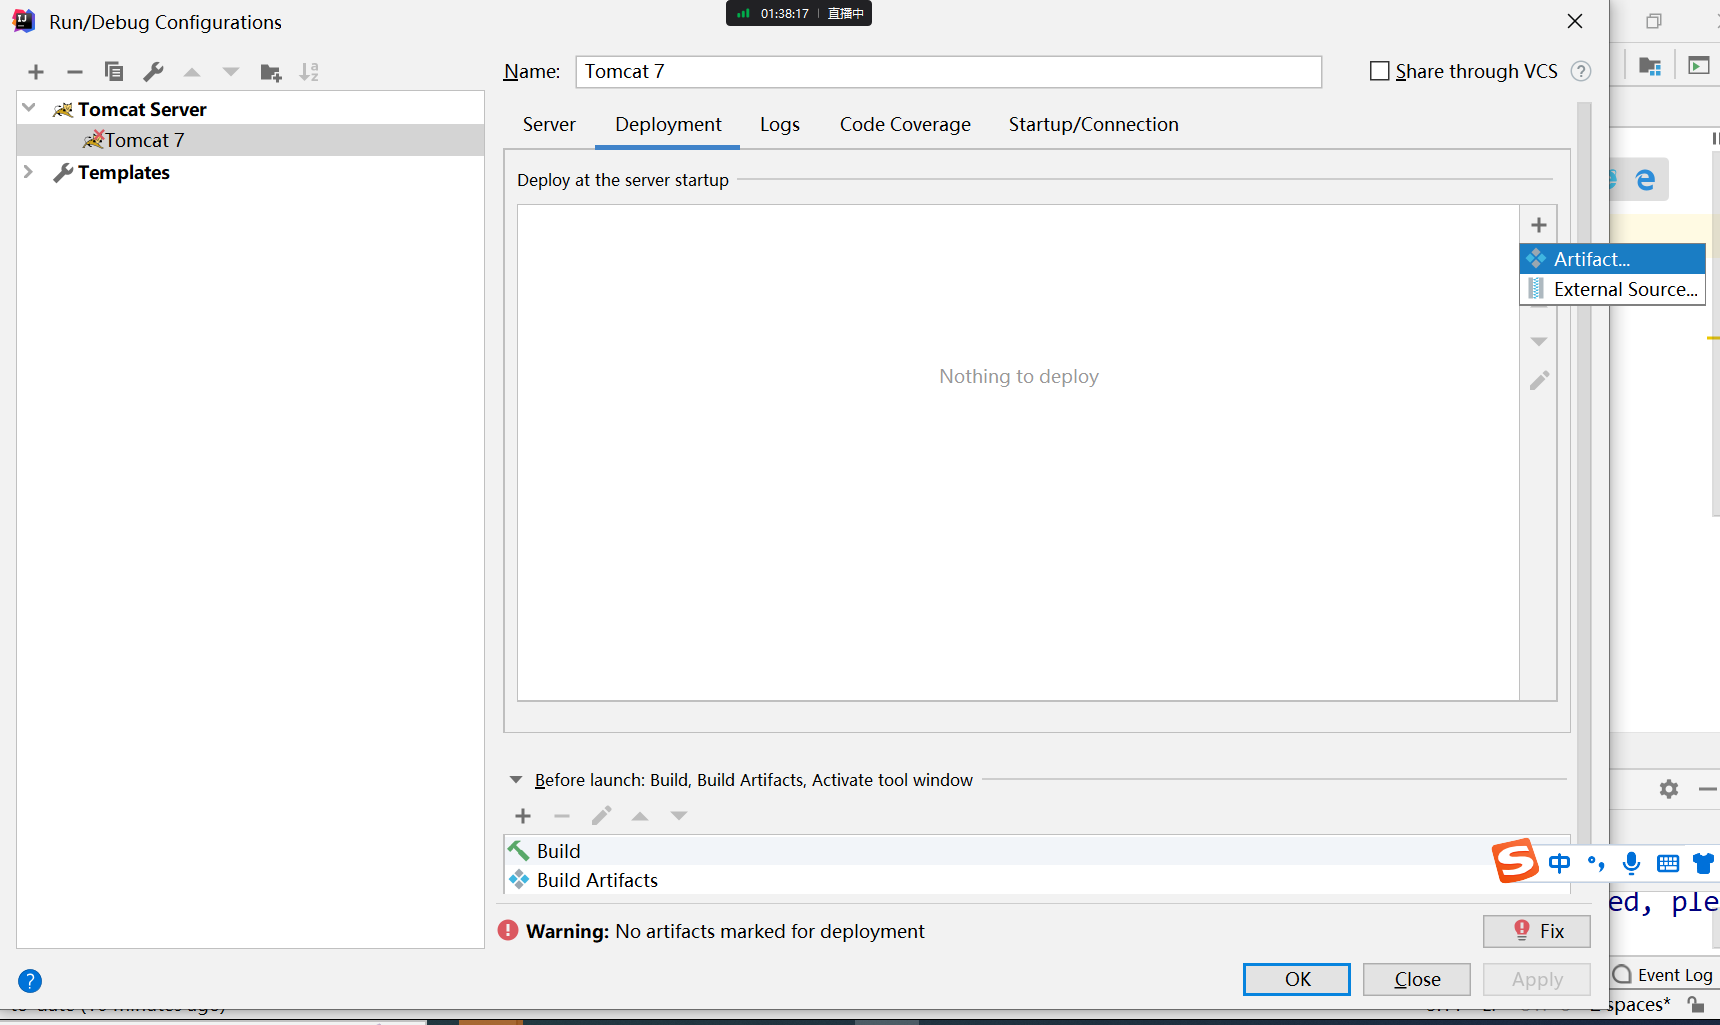 Run/Debug Configurations
01:38:17 直播中
Name: Tomcat 7
Share through VCS
Tomcat Server
Tomcat 7
Templates
Server Deployment Logs Code Coverage Startup/Connection
Deploy at the server startup
Artifact...
External Source...
Nothing to deploy
Before launch: Build, Build Artifacts, Activate tool window
Build
Build Artifacts
中
ed, ple
Warning: No artifacts marked for deployment
Fix
OK
Close
Apply
Event Log
spaces*